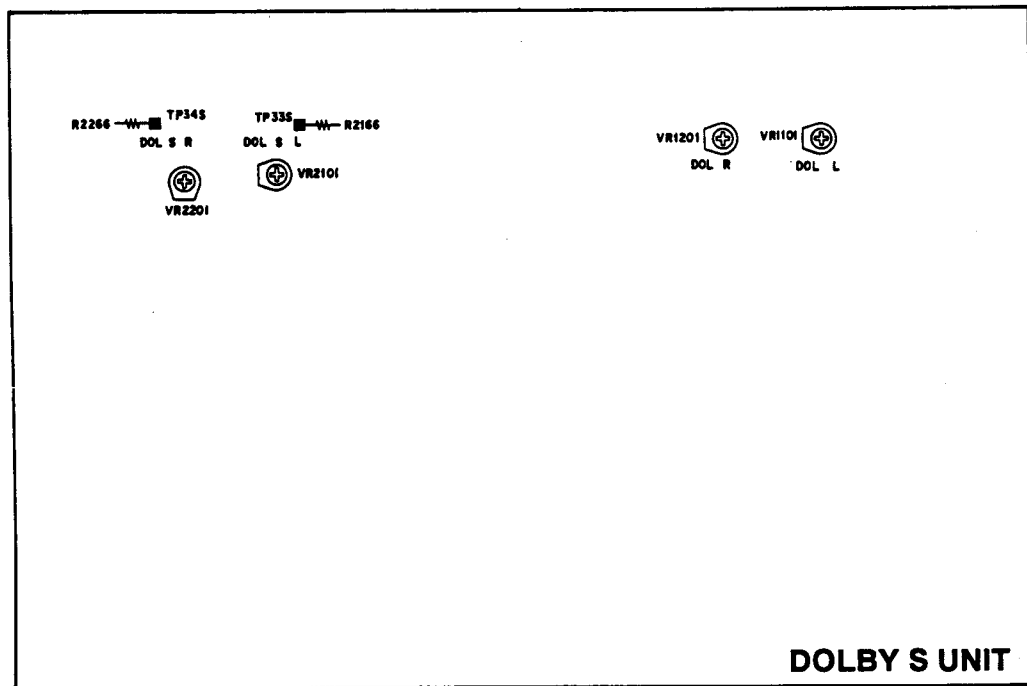 R2266 TP34S
DOL S R
VR2201
TP33S R2166
DOL S L
VR2101
VR1201
DOL R
VR1101
DOL L
DOLBY S UNIT